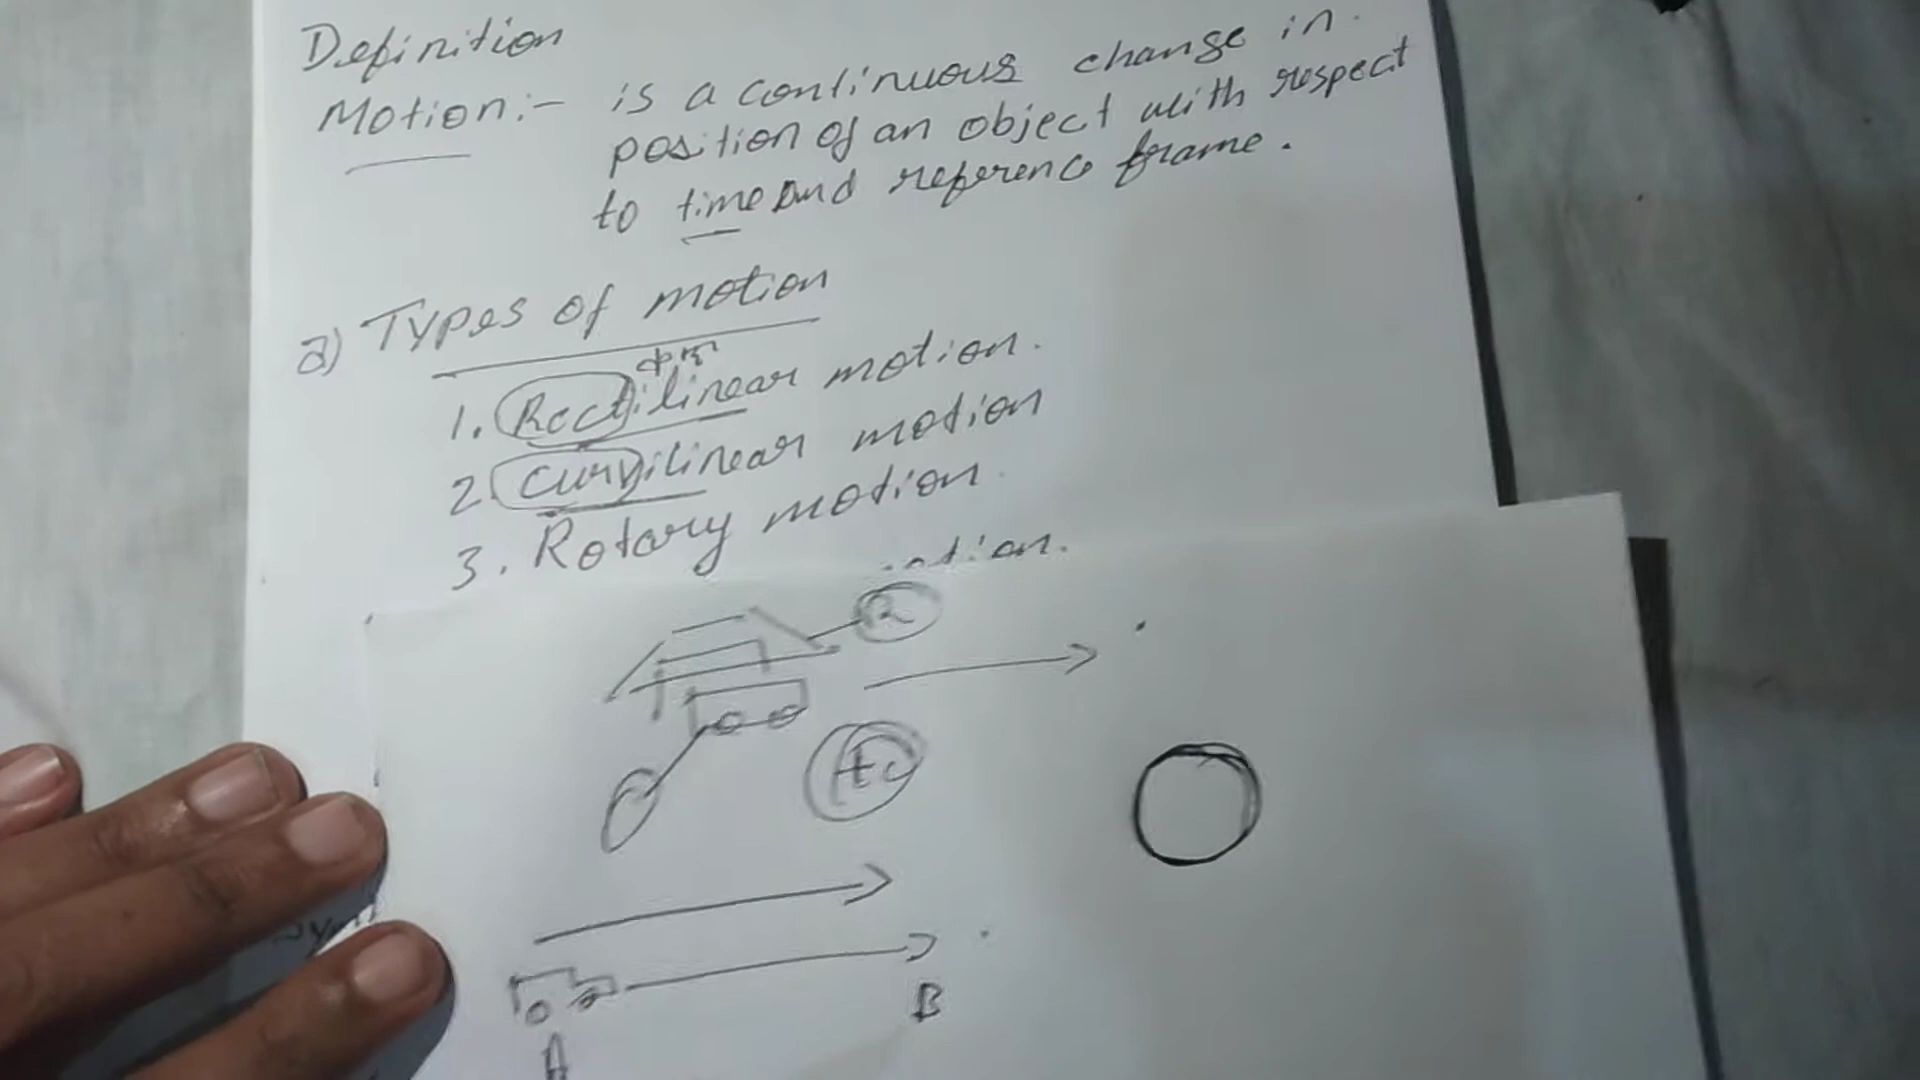 Definition
Motion:- is a continuous change in
position of an object with respect
to time and reference frame.
a) Types of motion
1. Rectilinear motion.
2. Curvilinear motion
3. Rotary motion.
R
B
A